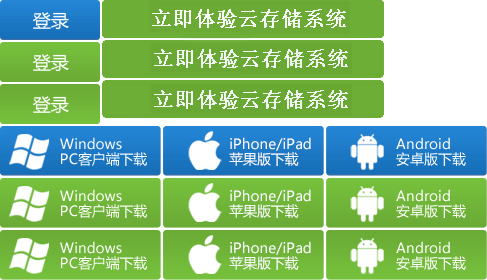 登录
立即体验云存储系统
登录
立即体验云存储系统
登录
立即体验云存储系统
Windows
PC客户端下载
iPhone/iPad
苹果版下载
Android
安卓版下载
Windows
PC客户端下载
iPhone/iPad
苹果版下载
Android
安卓版下载
Windows
PC客户端下载
iPhone/iPad
苹果版下载
Android
安卓版下载